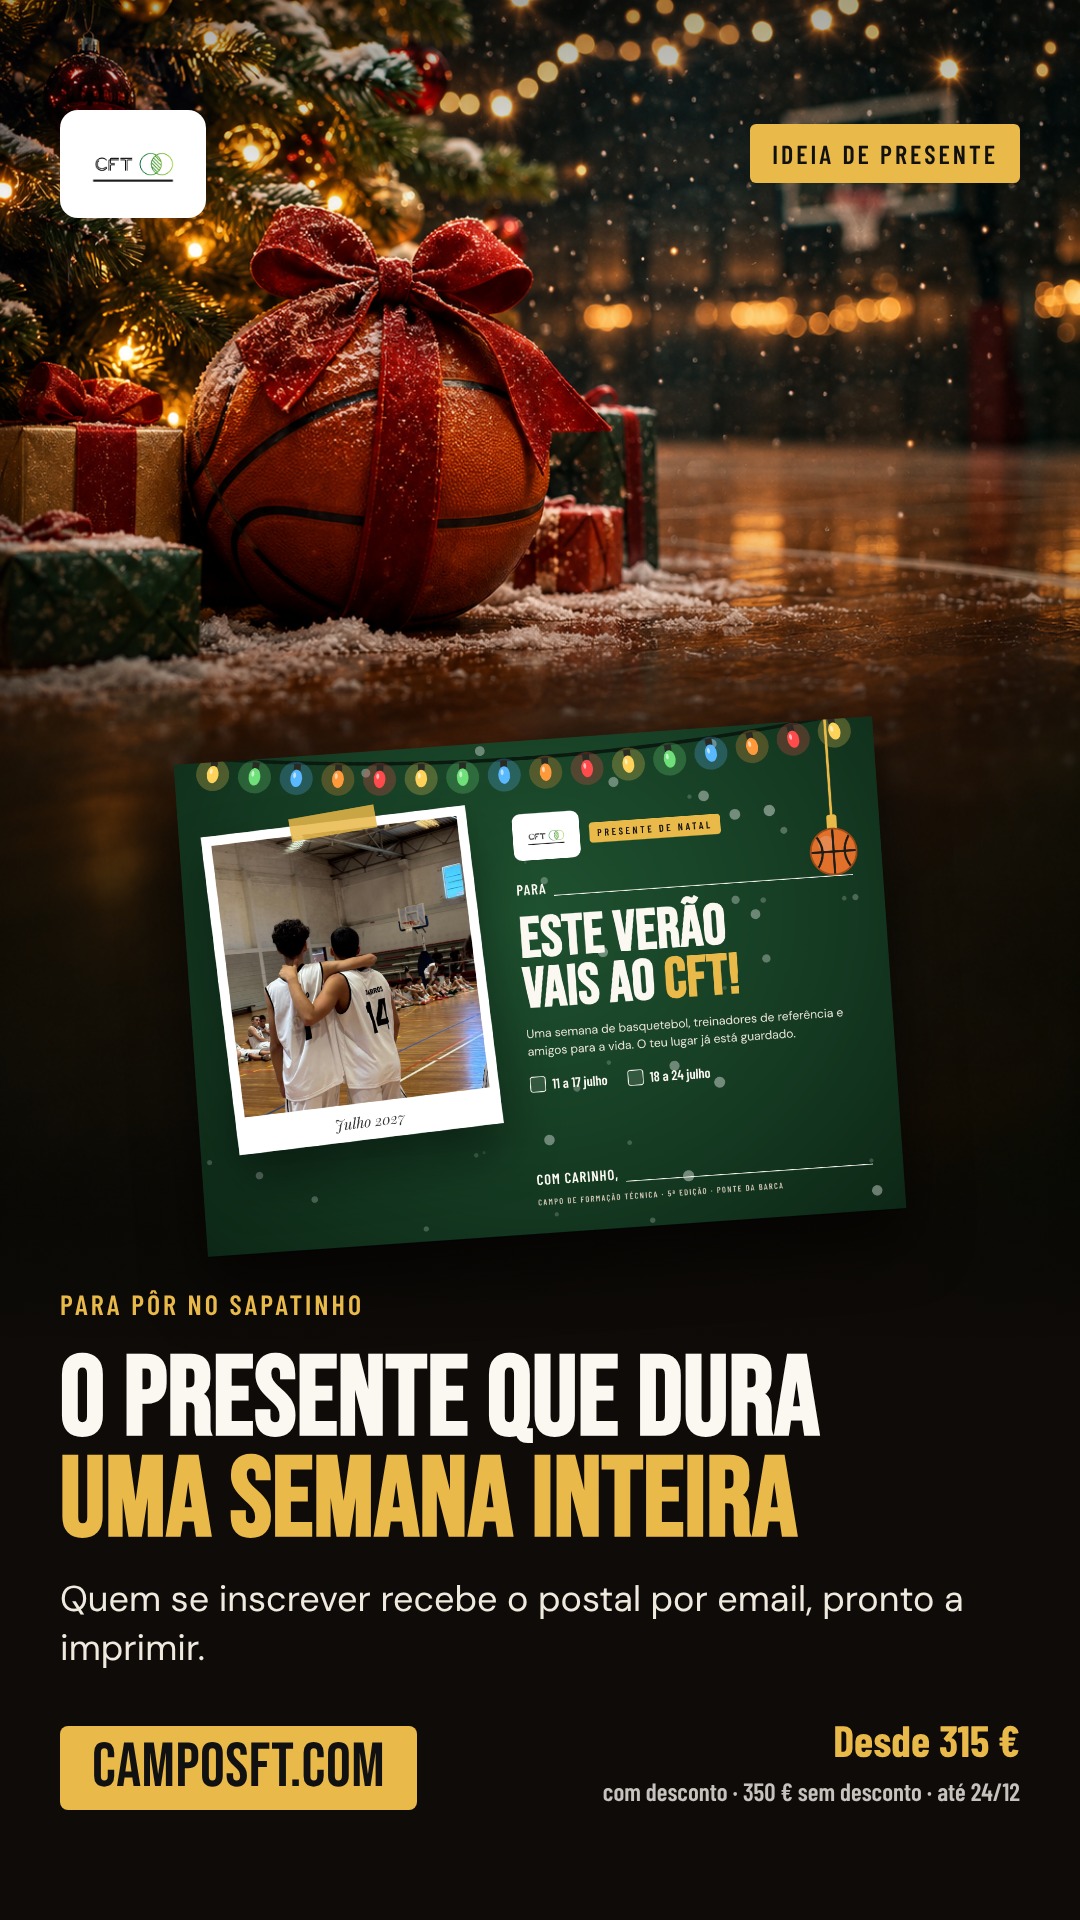 CFT
IDEIA DE PRESENTE
CFT
PRESENTE DE NATAL
PARA
ESTE VERÃO
VAIS AO CFT!
Uma semana de basquetebol, treinadores de referência e
amigos para a vida. O teu lugar já está guardado.
11 a 17 julho
18 a 24 julho
14
Julho 2027
COM CARINHO,
CAMPO DE FORMAÇÃO TÉCNICA · 5ª EDIÇÃO · PONTE DA BARCA
PARA PÔR NO SAPATINHO
O PRESENTE QUE DURA
UMA SEMANA INTEIRA
Quem se inscrever recebe o postal por email, pronto a
imprimir.
CAMPOSFT.COM
Desde 315 €
com desconto · 350 € sem desconto · até 24/12